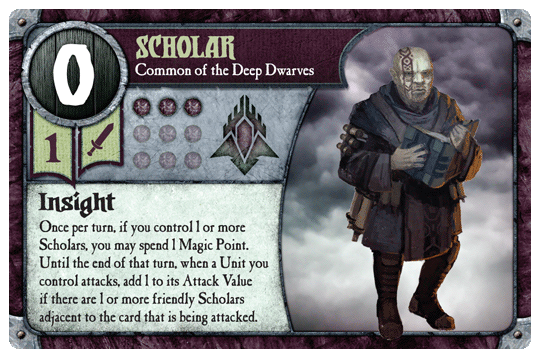 0
SCHOLAR
Common of the Deep Dwarves
1
Insight
Once per turn, if you control 1 or more
Scholars, you may spend 1 Magic Point.
Until the end of that turn, when a Unit you
control attacks, add 1 to its Attack Value
if there are 1 or more friendly Scholars
adjacent to the card that is being attacked.